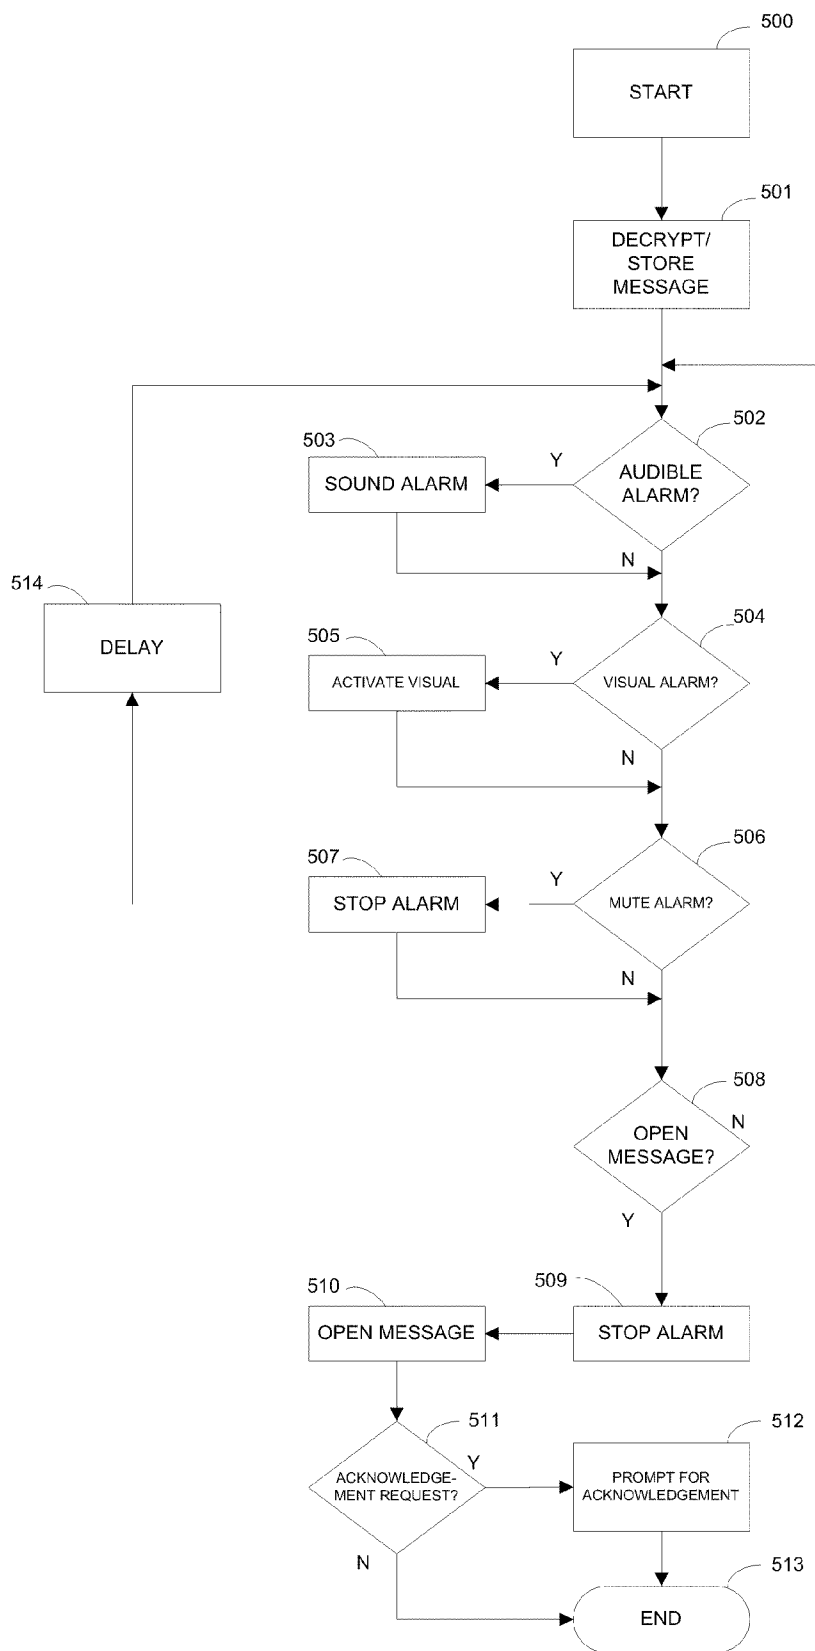 500
START
501
DECRYPT/
STORE
MESSAGE
502
503
Y
AUDIBLE
ALARM?
SOUND ALARM
N
514
DELAY
504
505
Y
VISUAL ALARM?
ACTIVATE VISUAL
N
506
507
Y
MUTE ALARM?
STOP ALARM
N
508
N
OPEN
MESSAGE?
Y
509
510
STOP ALARM
OPEN MESSAGE
511
Y
ACKNOWLEDGE-
MENT REQUEST?
512
PROMPT FOR
ACKNOWLEDGEMENT
N
513
END